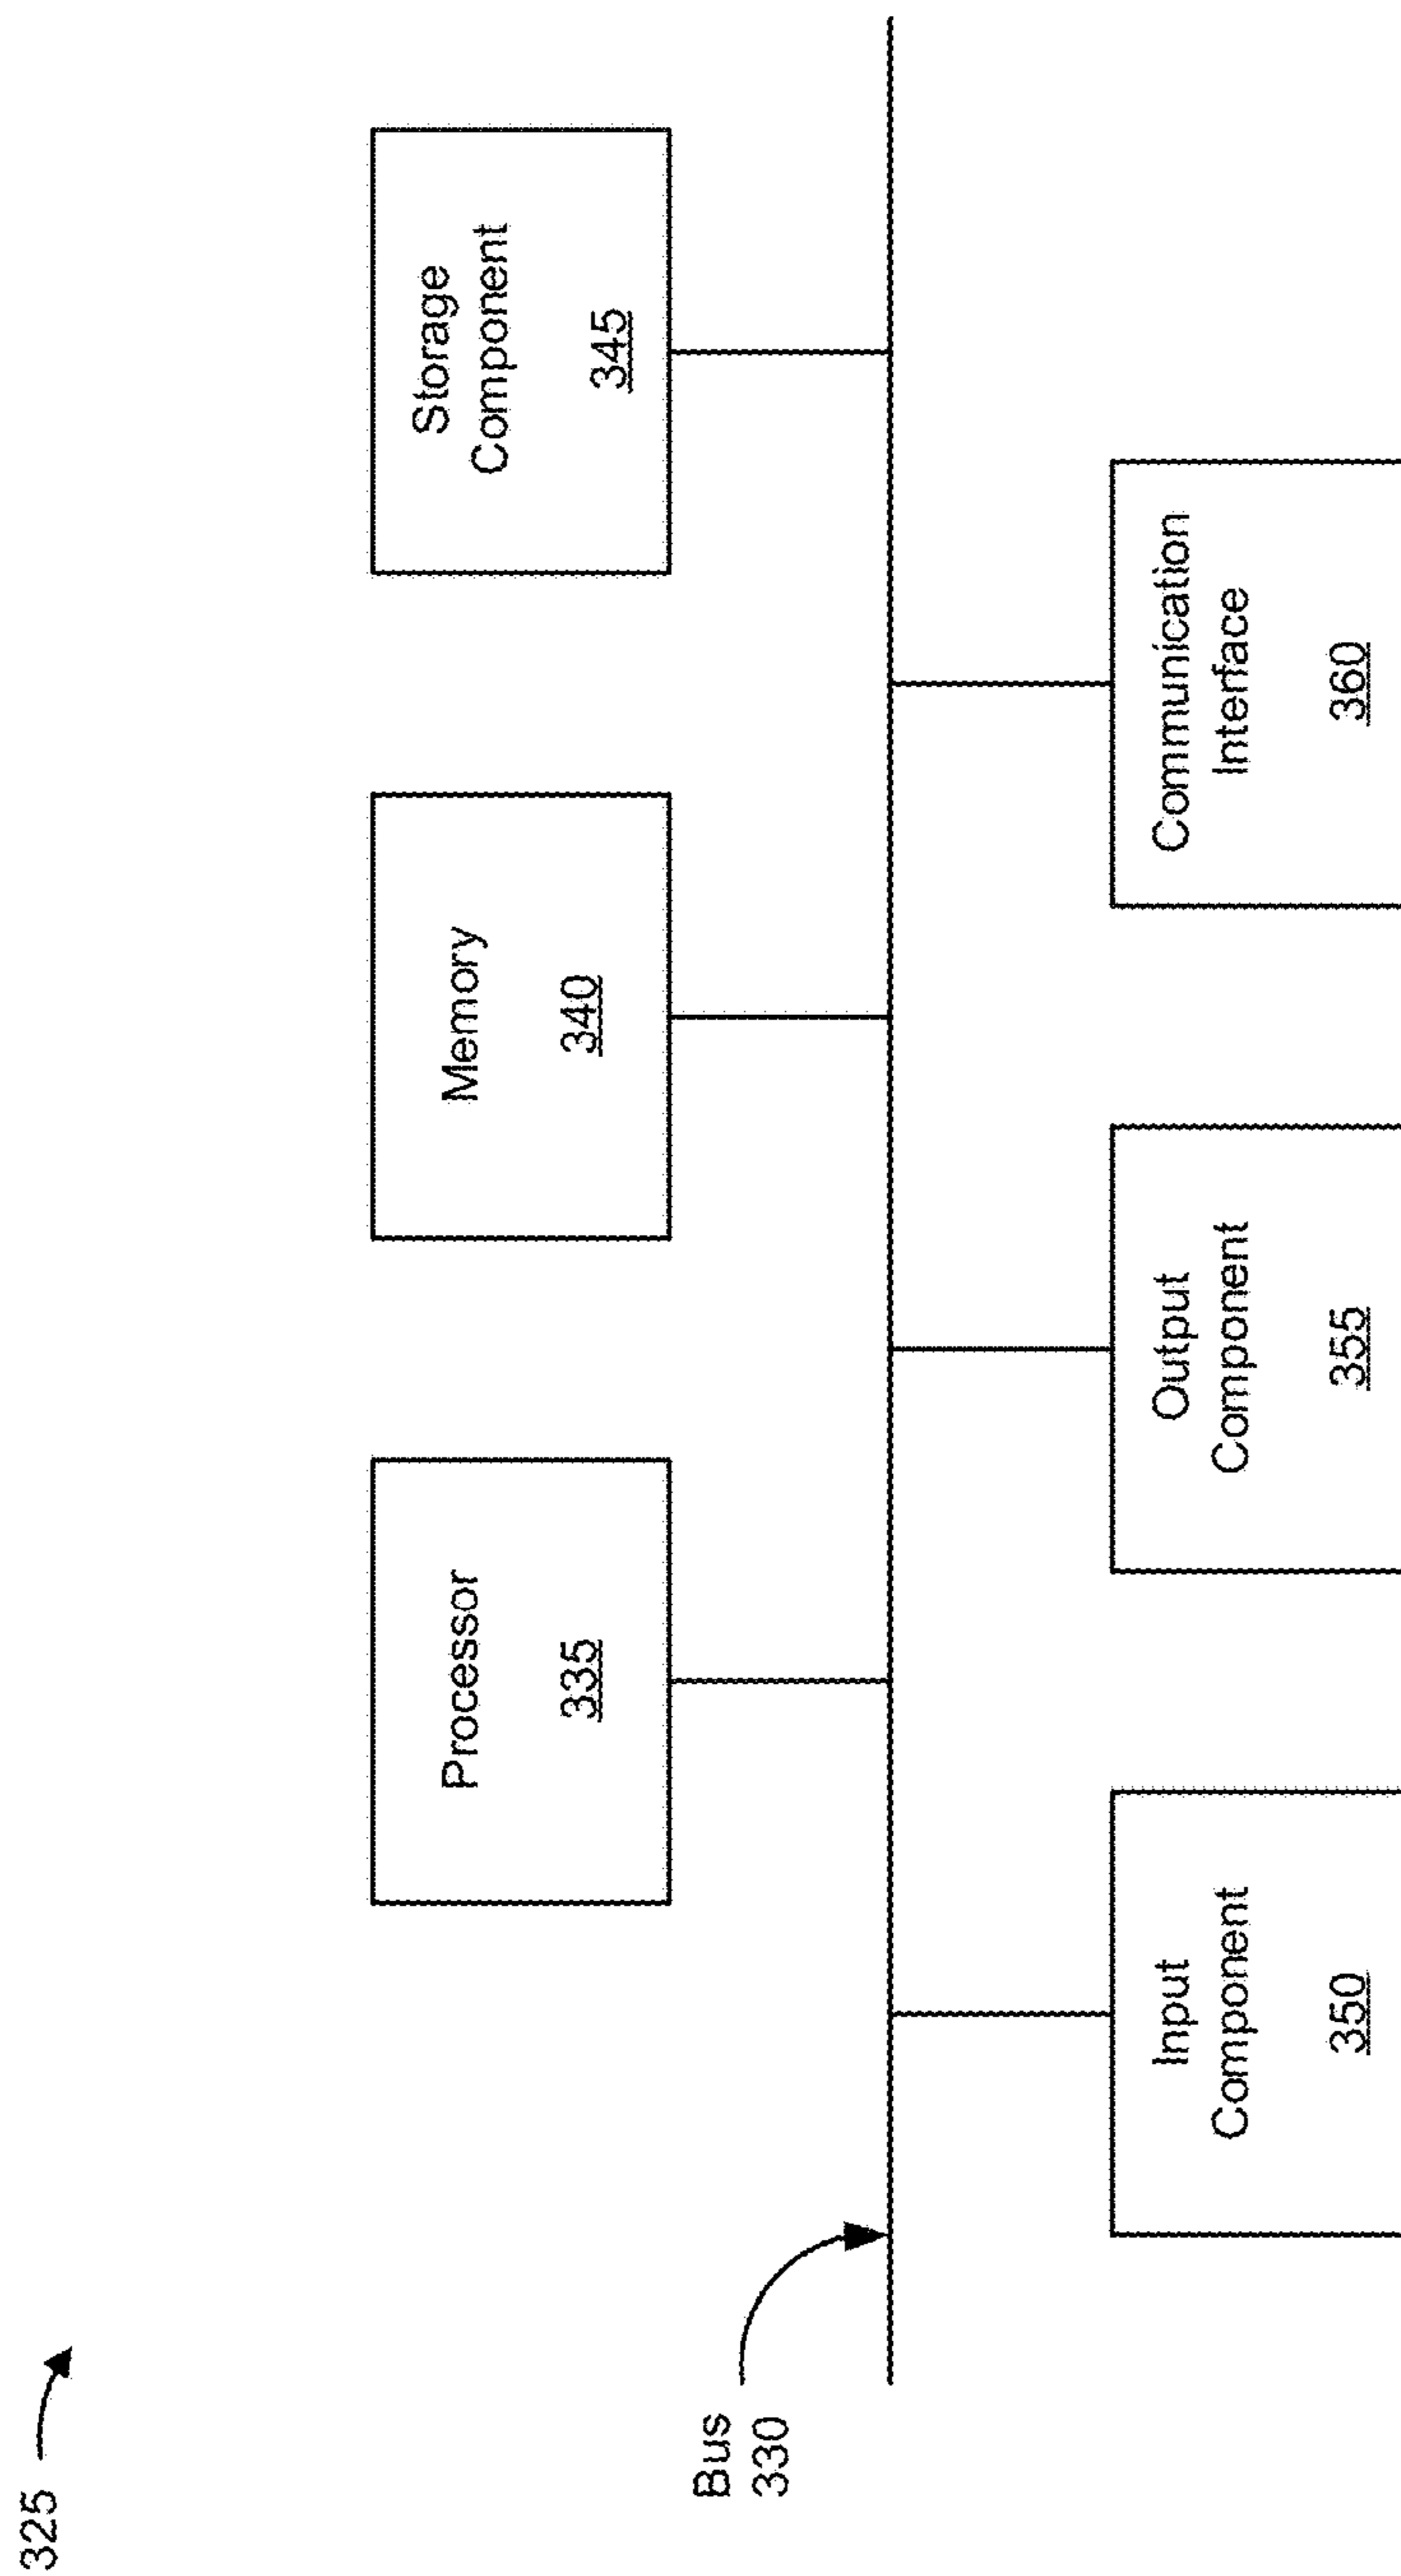 325
Processor
335
Memory
340
Storage
Component
345
Bus
330
Input
Component
350
Output
Component
355
Communication
Interface
360